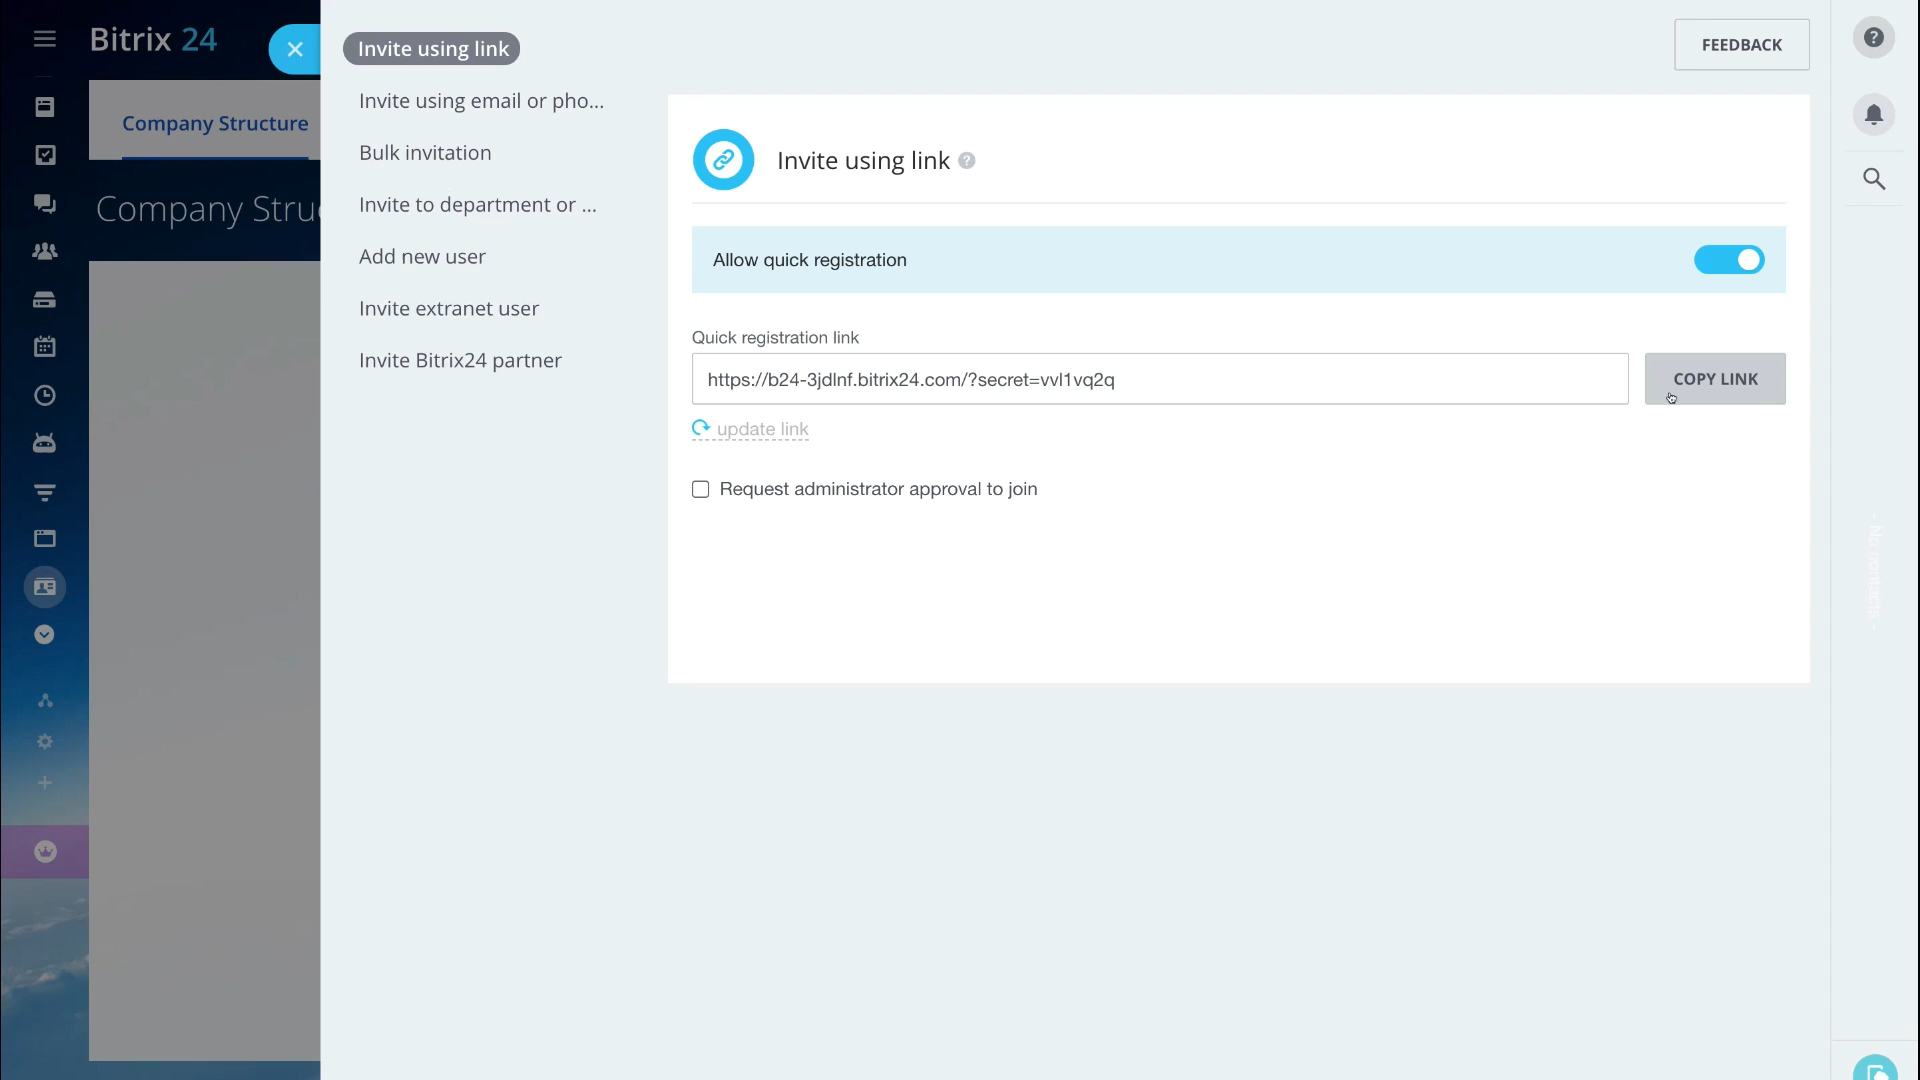 Bitrix 24
Company Structure
Company Stru
Invite using link
Invite using email or pho...
Bulk invitation
Invite to department or ...
Add new user
Invite extranet user
Invite Bitrix24 partner
FEEDBACK
Invite using link ?
Allow quick registration
Quick registration link
https://b24-3jdlnf.bitrix24.com/?secret=vvl1vq2q
COPY LINK
update link
Request administrator approval to join
?
- No contacts -